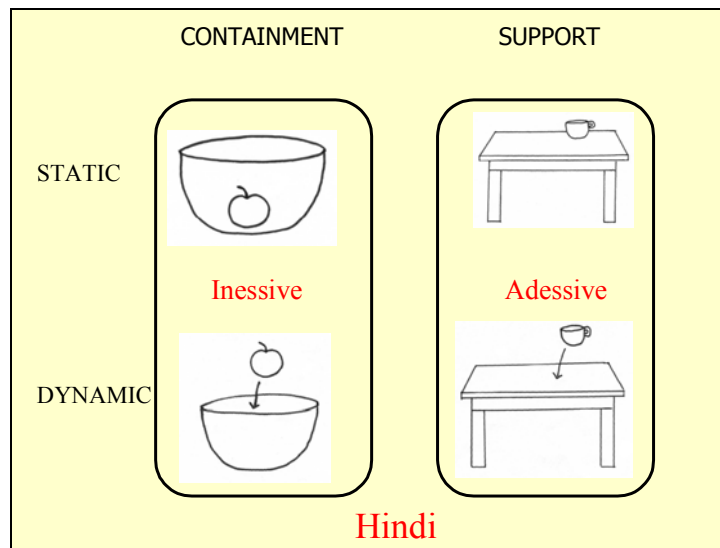 CONTAINMENT SUPPORT
STATIC
Inessive Adessive
DYNAMIC
Hindi